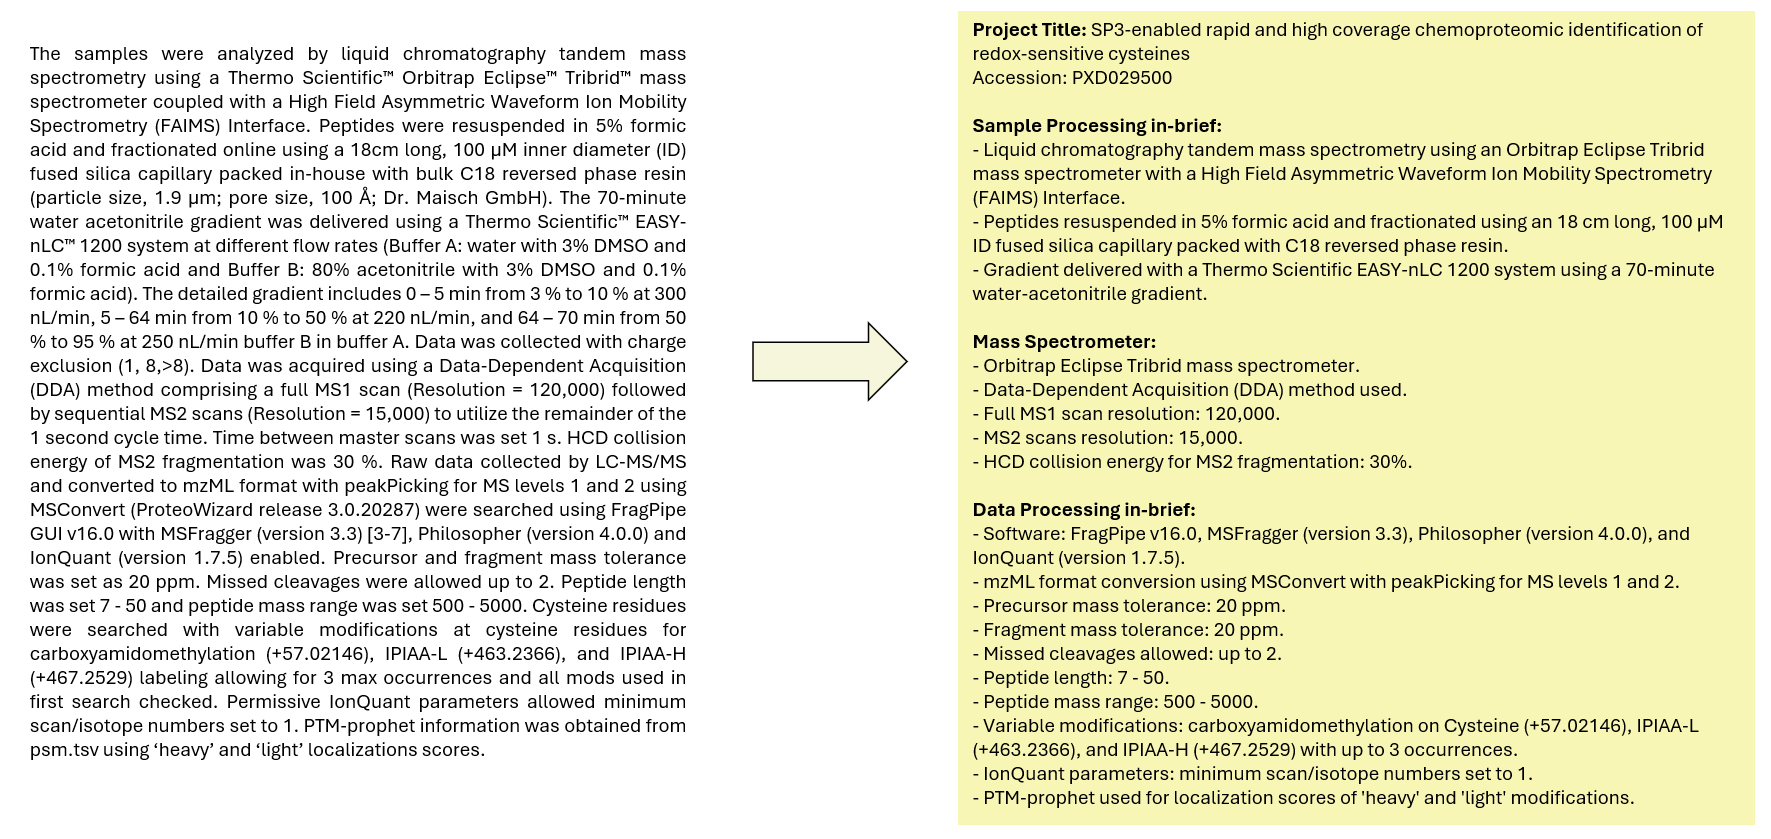 The samples were analyzed by liquid chromatography tandem mass
spectrometry using a Thermo Scientific™ Orbitrap Eclipse™ Tribrid™ mass
spectrometer coupled with a High Field Asymmetric Waveform Ion Mobility
Spectrometry (FAIMS) Interface. Peptides were resuspended in 5% formic
acid and fractionated online using a 18cm long, 100 µM inner diameter (ID)
fused silica capillary packed in-house with bulk C18 reversed phase resin
(particle size, 1.9 µm; pore size, 100 Å; Dr. Maisch GmbH). The 70-minute
water acetonitrile gradient was delivered using a Thermo Scientific™ EASY-
nLC™ 1200 system at different flow rates (Buffer A: water with 3% DMSO and
0.1% formic acid and Buffer B: 80% acetonitrile with 3% DMSO and 0.1%
formic acid). The detailed gradient includes 0 – 5 min from 3 % to 10 % at 300
nL/min, 5 – 64 min from 10 % to 50 % at 220 nL/min, and 64 – 70 min from 50
% to 95 % at 250 nL/min buffer B in buffer A. Data was collected with charge
exclusion (1, 8,>8). Data was acquired using a Data-Dependent Acquisition
(DDA) method comprising a full MS1 scan (Resolution = 120,000) followed
by sequential MS2 scans (Resolution = 15,000) to utilize the remainder of the
1 second cycle time. Time between master scans was set 1 s. HCD collision
energy of MS2 fragmentation was 30 %. Raw data collected by LC-MS/MS
and converted to mzML format with peakPicking for MS levels 1 and 2 using
MSConvert (ProteoWizard release 3.0.20287) were searched using FragPipe
GUI v16.0 with MSFragger (version 3.3) [3-7], Philosopher (version 4.0.0) and
IonQuant (version 1.7.5) enabled. Precursor and fragment mass tolerance
was set as 20 ppm. Missed cleavages were allowed up to 2. Peptide length
was set 7 - 50 and peptide mass range was set 500 - 5000. Cysteine residues
were searched with variable modifications at cysteine residues for
carboxyamidomethylation (+57.02146), IPIAA-L (+463.2366), and IPIAA-H
(+467.2529) labeling allowing for 3 max occurrences and all mods used in
first search checked. Permissive IonQuant parameters allowed minimum
scan/isotope numbers set to 1. PTM-prophet information was obtained from
psm.tsv using ‘heavy’ and ‘light’ localizations scores.
Project Title: SP3-enabled rapid and high coverage chemoproteomic identification of
redox-sensitive cysteines
Accession: PXD029500
Sample Processing in-brief:
- Liquid chromatography tandem mass spectrometry using an Orbitrap Eclipse Tribrid
mass spectrometer with a High Field Asymmetric Waveform Ion Mobility Spectrometry
(FAIMS) Interface.
- Peptides resuspended in 5% formic acid and fractionated using an 18 cm long, 100 µM
ID fused silica capillary packed with C18 reversed phase resin.
- Gradient delivered with a Thermo Scientific EASY-nLC 1200 system using a 70-minute
water-acetonitrile gradient.
Mass Spectrometer:
- Orbitrap Eclipse Tribrid mass spectrometer.
- Data-Dependent Acquisition (DDA) method used.
- Full MS1 scan resolution: 120,000.
- MS2 scans resolution: 15,000.
- HCD collision energy for MS2 fragmentation: 30%.
Data Processing in-brief:
- Software: FragPipe v16.0, MSFragger (version 3.3), Philosopher (version 4.0.0), and
IonQuant (version 1.7.5).
- mzML format conversion using MSConvert with peakPicking for MS levels 1 and 2.
- Precursor mass tolerance: 20 ppm.
- Fragment mass tolerance: 20 ppm.
- Missed cleavages allowed: up to 2.
- Peptide length: 7 - 50.
- Peptide mass range: 500 - 5000.
- Variable modifications: carboxyamidomethylation on Cysteine (+57.02146), IPIAA-L
(+463.2366), and IPIAA-H (+467.2529) with up to 3 occurrences.
- IonQuant parameters: minimum scan/isotope numbers set to 1.
- PTM-prophet used for localization scores of 'heavy' and 'light' modifications.